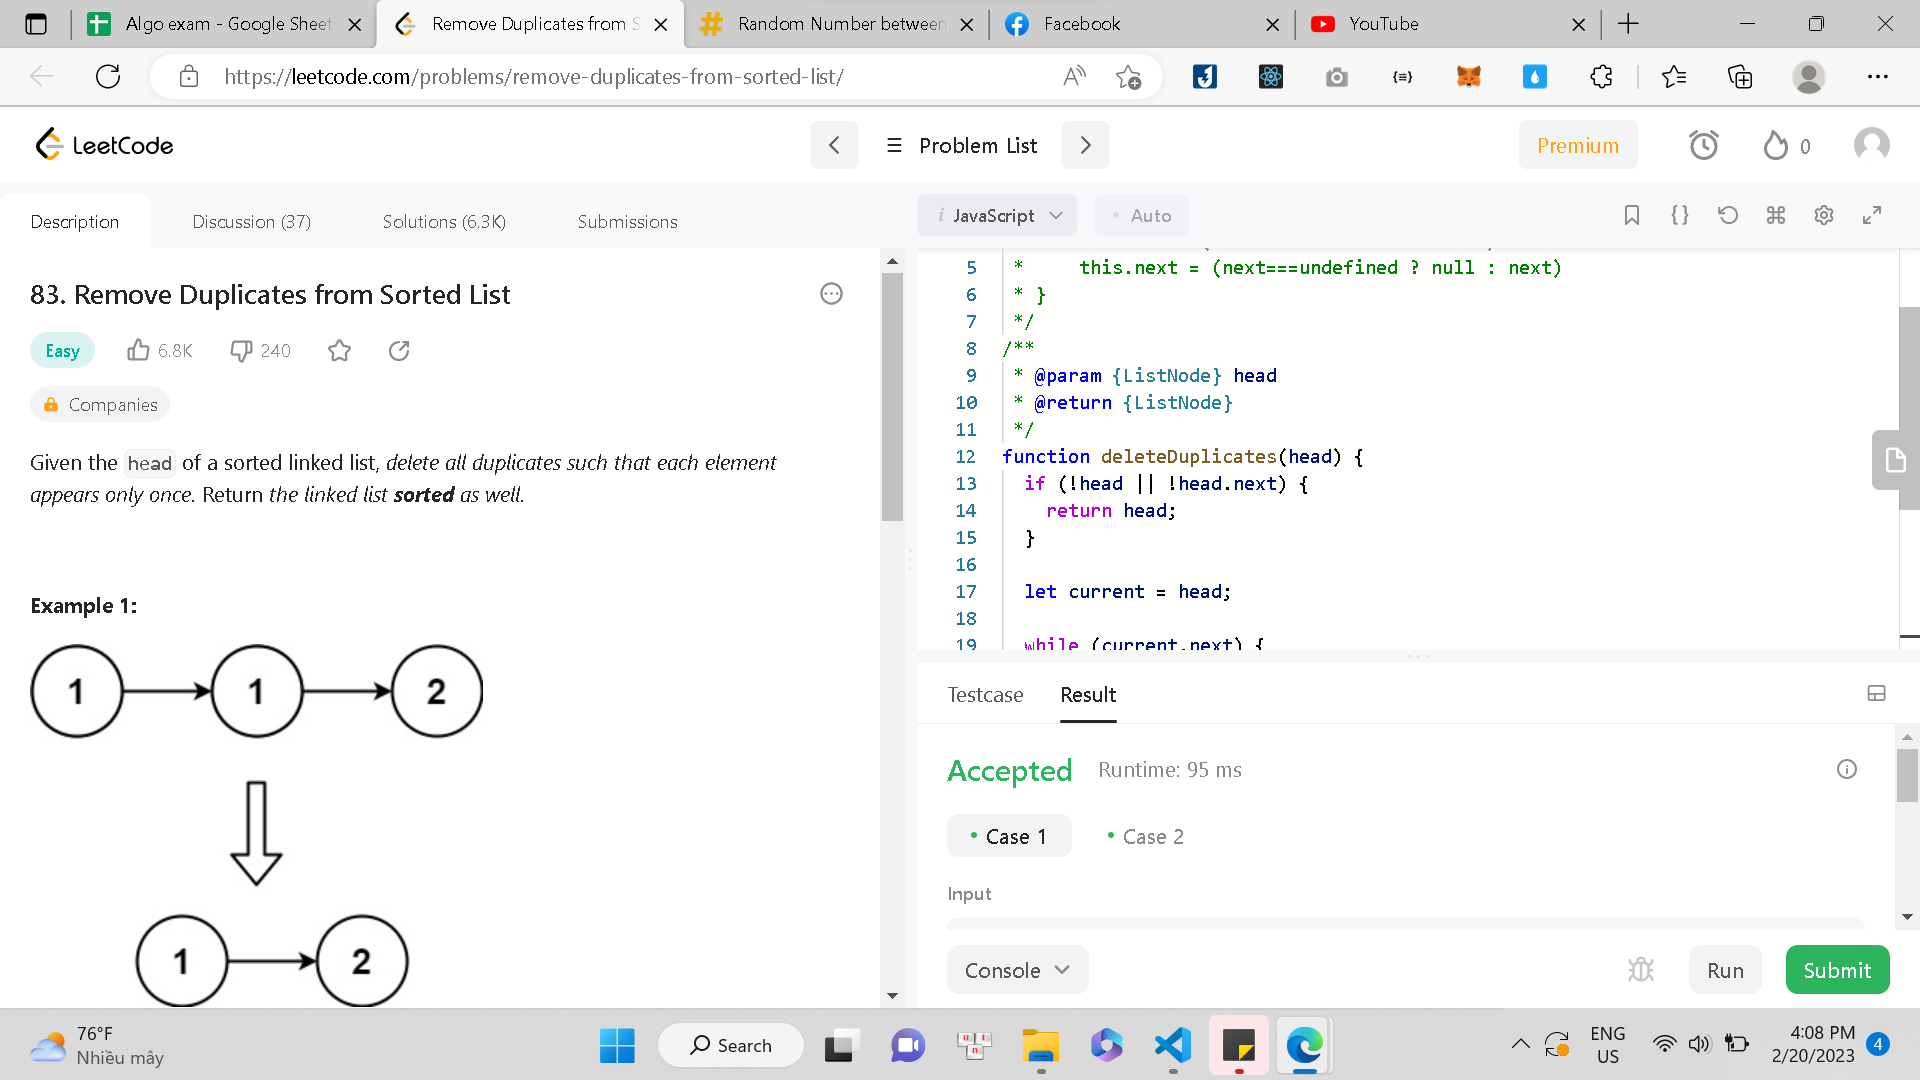 Algo exam - Google Sheet
Remove Duplicates from S
Random Number between
Facebook
YouTube
https://leetcode.com/problems/remove-duplicates-from-sorted-list/
LeetCode
Problem List
Premium
0
Description
Discussion (37)
Solutions (6.3K)
Submissions
i JavaScript
Auto
83. Remove Duplicates from Sorted List
Easy
6.8K
240
Companies
Given the head of a sorted linked list, delete all duplicates such that each element
appears only once. Return the linked list sorted as well.
Example 1:
1
1
2
1
2
5 * this.next = (next===undefined ? null : next)
6 * }
7 */
8 /**
9 * @param {ListNode} head
10 * @return {ListNode}
11 */
12 function deleteDuplicates(head) {
13 if (!head || !head.next) {
14 return head;
15 }
16
17 let current = head;
18
19 while (current.next) {
Testcase
Result
Accepted
Runtime: 95 ms
Case 1
Case 2
Input
Console
Run
Submit
76°F
Nhiều mây
Search
ENG
US
4:08 PM
2/20/2023
4